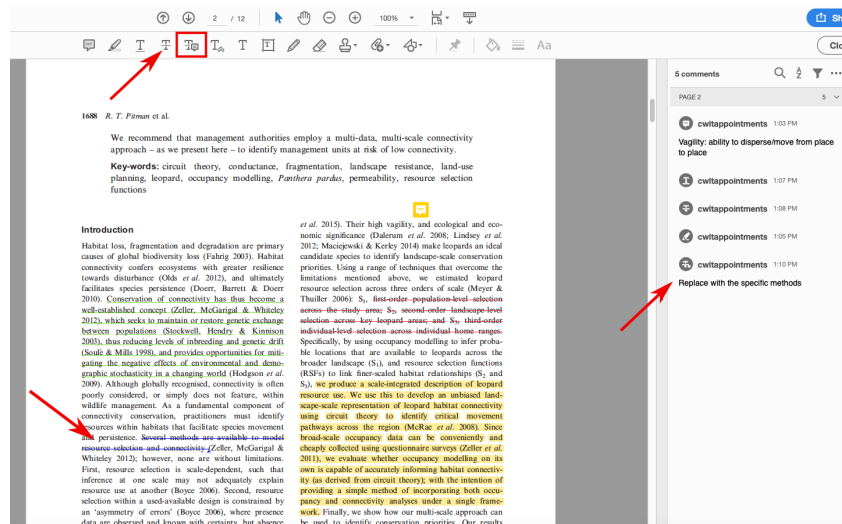 2 / 12
100%
Sh
Aa
Clo
5 comments
PAGE 2 5
cwltappointments 1:03 PM
Vagility: ability to disperse/move from place
to place
cwltappointments 1:07 PM
cwltappointments 1:08 PM
cwltappointments 1:05 PM
cwltappointments 1:10 PM
Replace with the specific methods
1688 R. T. Pitman et al.
We recommend that management authorities employ a multi-data, multi-scale connectivity
approach – as we present here – to identify management units at risk of low connectivity.
Key-words: circuit theory, conductance, fragmentation, landscape resistance, land-use
planning, leopard, occupancy modelling, Panthera pardus, permeability, resource selection
functions
Introduction
Habitat loss, fragmentation and degradation are primary
causes of global biodiversity loss (Fahrig 2003). Habitat
connectivity confers ecosystems with greater resilience
towards disturbance (Olds et al. 2012), and ultimately
facilitates species persistence (Doerr, Barrett & Doerr
2010). Conservation of connectivity has thus become a
well-established concept (Zeller, McGarigal & Whiteley
2012), which seeks to maintain or restore genetic exchange
between populations (Stockwell, Hendry & Kinnison
2003), thus reducing levels of inbreeding and genetic drift
(Soulè & Mills 1998), and provides opportunities for miti-
gating the negative effects of environmental and demo-
graphic stochasticity in a changing world (Hodgson et al.
2009). Although globally recognised, connectivity is often
poorly considered, or simply does not feature, within
wildlife management. As a fundamental component of
connectivity conservation, practitioners must identify
resources within habitats that facilitate species movement
and persistence. Several methods are available to model
resource selection and connectivity (Zeller, McGarigal &
Whiteley 2012); however, none are without limitations.
First, resource selection is scale-dependent, such that
inference at one scale may not adequately explain
resource use at another (Boyce 2006). Second, resource
selection within a used-available design is constrained by
an ‘asymmetry of errors’ (Boyce 2006), where presence
data are observed and known with certainty, but absence
et al. 2015). Their high vagility, and ecological and eco-
nomic significance (Dalerum et al. 2008; Lindsey et al.
2012; Maciejewski & Kerley 2014) make leopards an ideal
candidate species to identify landscape-scale conservation
priorities. Using a range of techniques that overcome the
limitations mentioned above, we estimated leopard
resource selection across three orders of scale (Meyer &
Thuiller 2006): S₁, first-order population-level selection
across the study area; S₂, second-order landscape-level
selection across key leopard areas; and S₃, third-order
individual-level selection across individual home ranges.
Specifically, by using occupancy modelling to infer proba-
ble locations that are available to leopards across the
broader landscape (S₁), and resource selection functions
(RSFs) to link finer-scaled habitat relationships (S₂ and
S₃), we produce a scale-integrated description of leopard
resource use. We use this to develop an unbiased land-
scape-scale representation of leopard habitat connectivity
using circuit theory to identify critical movement
pathways across the region (McRae et al. 2008). Since
broad-scale occupancy data can be conveniently and
cheaply collected using questionnaire surveys (Zeller et al.
2011), we evaluate whether occupancy modelling on its
own is capable of accurately informing habitat connectiv-
ity (as derived from circuit theory); with the intention of
providing a simple method of incorporating both occu-
pancy and connectivity analyses under a single frame-
work. Finally, we show how our multi-scale approach can
be used to identify conservation priorities. Our results